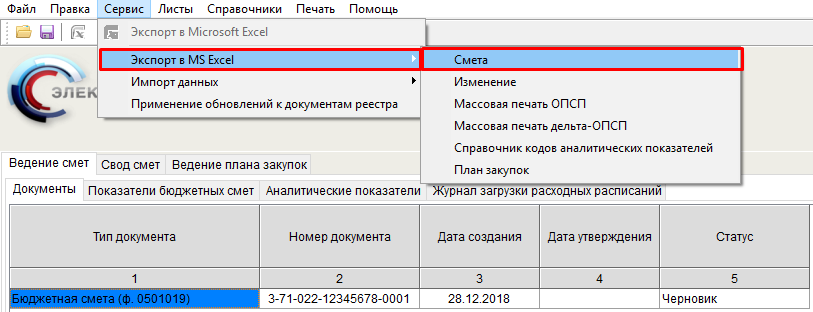 Файл Правка Сервис Листы Справочники Печать Помощь
Экспорт в Microsoft Excel
Экспорт в MS Excel
Импорт данных
Применение обновлений к документам реестра
Смета
Изменение
Массовая печать ОПСП
Массовая печать дельта-ОПСП
Справочник кодов аналитических показателей
План закупок
ЭЛЕК
Ведение смет Свод смет Ведение плана закупок
Документы Показатели бюджетных смет Аналитические показатели Журнал загрузки расходных расписаний
Тип документа Номер документа Дата создания Дата утверждения Статус
1 2 3 4 5
Бюджетная смета (ф. 0501019) 3-71-022-12345678-0001 28.12.2018 Черновик